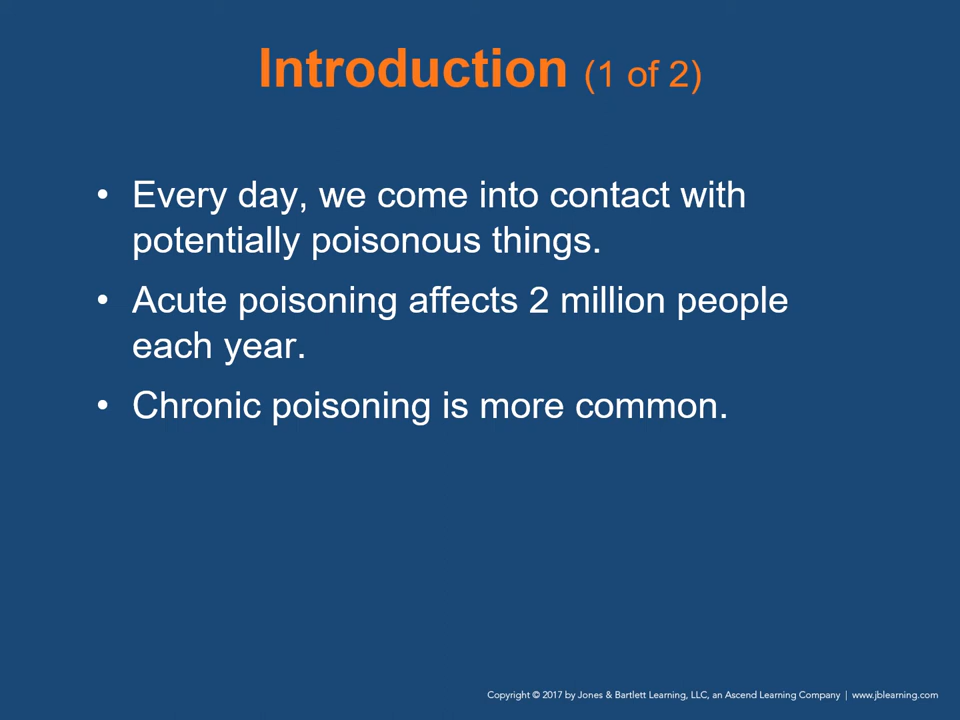 Introduction (1 of 2)
• Every day, we come into contact with
potentially poisonous things.
• Acute poisoning affects 2 million people
each year.
• Chronic poisoning is more common.
Copyright © 2017 by Jones & Bartlett Learning, LLC, an Ascend Learning Company | www.jblearning.com